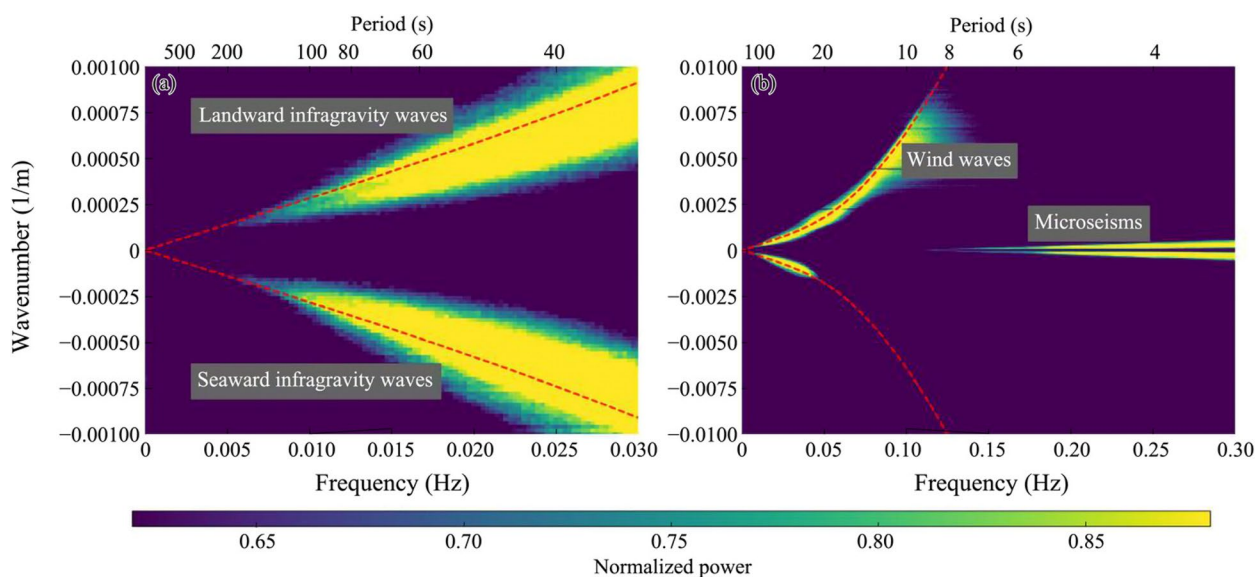 Period (s)
500 200 100 80 60 40
0.00100
0.00075
0.00050
0.00025
0
−0.00025
−0.00050
−0.00075
−0.00100
Wavenumber (1/m)
(a)
Landward infragravity waves
Seaward infragravity waves
0 0.005 0.010 0.015 0.020 0.025 0.030
Frequency (Hz)
Period (s)
100 20 10 8 6 4
0.0100
0.0075
0.0050
0.0025
0
−0.0025
−0.0050
−0.0075
−0.0100
(b)
Wind waves
Microseisms
0 0.05 0.10 0.15 0.20 0.25 0.30
Frequency (Hz)
0.65 0.70 0.75 0.80 0.85
Normalized power